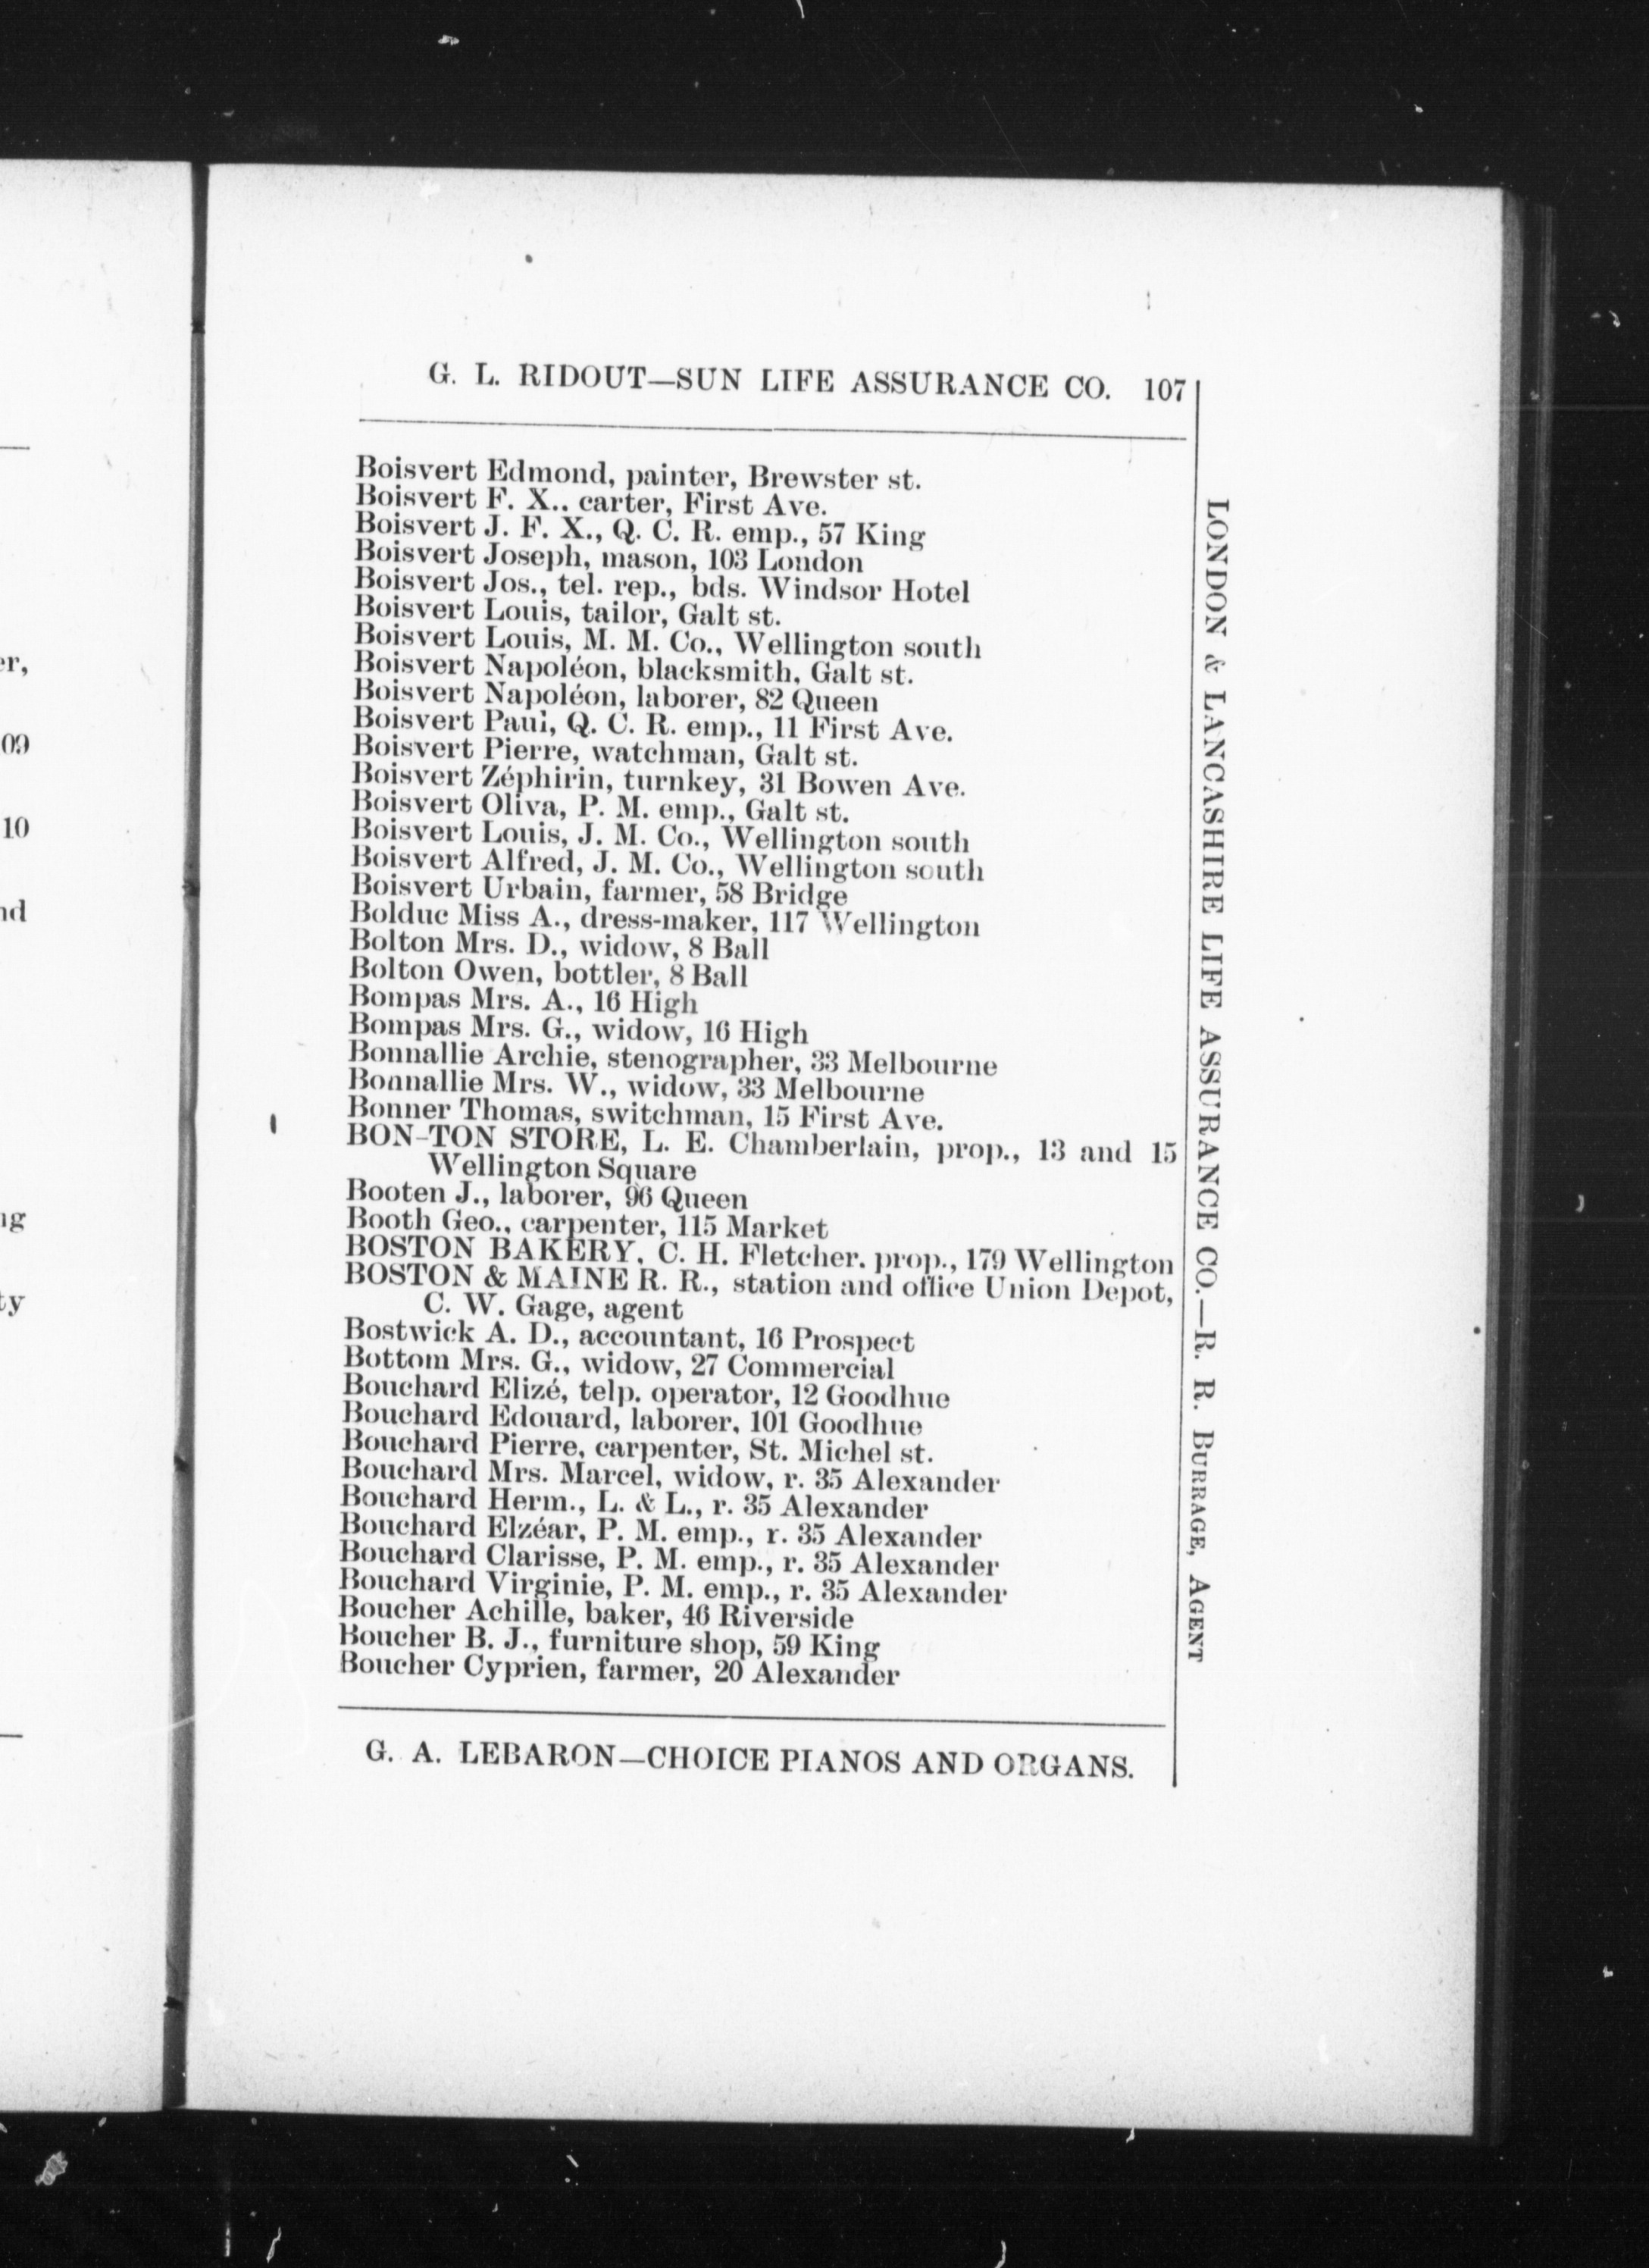 er,
09
10
nd
ng
ty
G. L. RIDOUT—SUN LIFE ASSURANCE CO. 107
Boisvert Edmond, painter, Brewster st.
Boisvert F. X., carter, First Ave.
Boisvert J. F. X., Q. C. R. emp., 57 King
Boisvert Joseph, mason, 103 London
Boisvert Jos., tel. rep., bds. Windsor Hotel
Boisvert Louis, tailor, Galt st.
Boisvert Louis, M. M. Co., Wellington south
Boisvert Napoléon, blacksmith, Galt st.
Boisvert Napoléon, laborer, 82 Queen
Boisvert Paul, Q. C. R. emp., 11 First Ave.
Boisvert Pierre, watchman, Galt st.
Boisvert Zéphirin, turnkey, 31 Bowen Ave.
Boisvert Oliva, P. M. emp., Galt st.
Boisvert Louis, J. M. Co., Wellington south
Boisvert Alfred, J. M. Co., Wellington south
Boisvert Urbain, farmer, 58 Bridge
Bolduc Miss A., dress-maker, 117 Wellington
Bolton Mrs. D., widow, 8 Ball
Bolton Owen, bottler, 8 Ball
Bompas Mrs. A., 16 High
Bompas Mrs. G., widow, 16 High
Bonnallie Archie, stenographer, 33 Melbourne
Bonnallie Mrs. W., widow, 33 Melbourne
Bonner Thomas, switchman, 15 First Ave.
BON-TON STORE, L. E. Chamberlain, prop., 13 and 15
Wellington Square
Booten J., laborer, 96 Queen
Booth Geo., carpenter, 115 Market
BOSTON BAKERY, C. H. Fletcher, prop., 179 Wellington
BOSTON & MAINE R. R., station and office Union Depot,
C. W. Gage, agent
Bostwick A. D., accountant, 16 Prospect
Bottom Mrs. G., widow, 27 Commercial
Bouchard Elizé, telp. operator, 12 Goodhue
Bouchard Edouard, laborer, 101 Goodhue
Bouchard Pierre, carpenter, St. Michel st.
Bouchard Mrs. Marcel, widow, r. 35 Alexander
Bouchard Herm., L. & L., r. 35 Alexander
Bouchard Elzéar, P. M. emp., r. 35 Alexander
Bouchard Clarisse, P. M. emp., r. 35 Alexander
Bouchard Virginie, P. M. emp., r. 35 Alexander
Boucher Achille, baker, 46 Riverside
Boucher B. J., furniture shop, 59 King
Boucher Cyprien, farmer, 20 Alexander
G. A. LEBARON—CHOICE PIANOS AND ORGANS.
LONDON & LANCASHIRE LIFE ASSURANCE CO.—R. R. BURRAGE, AGENT